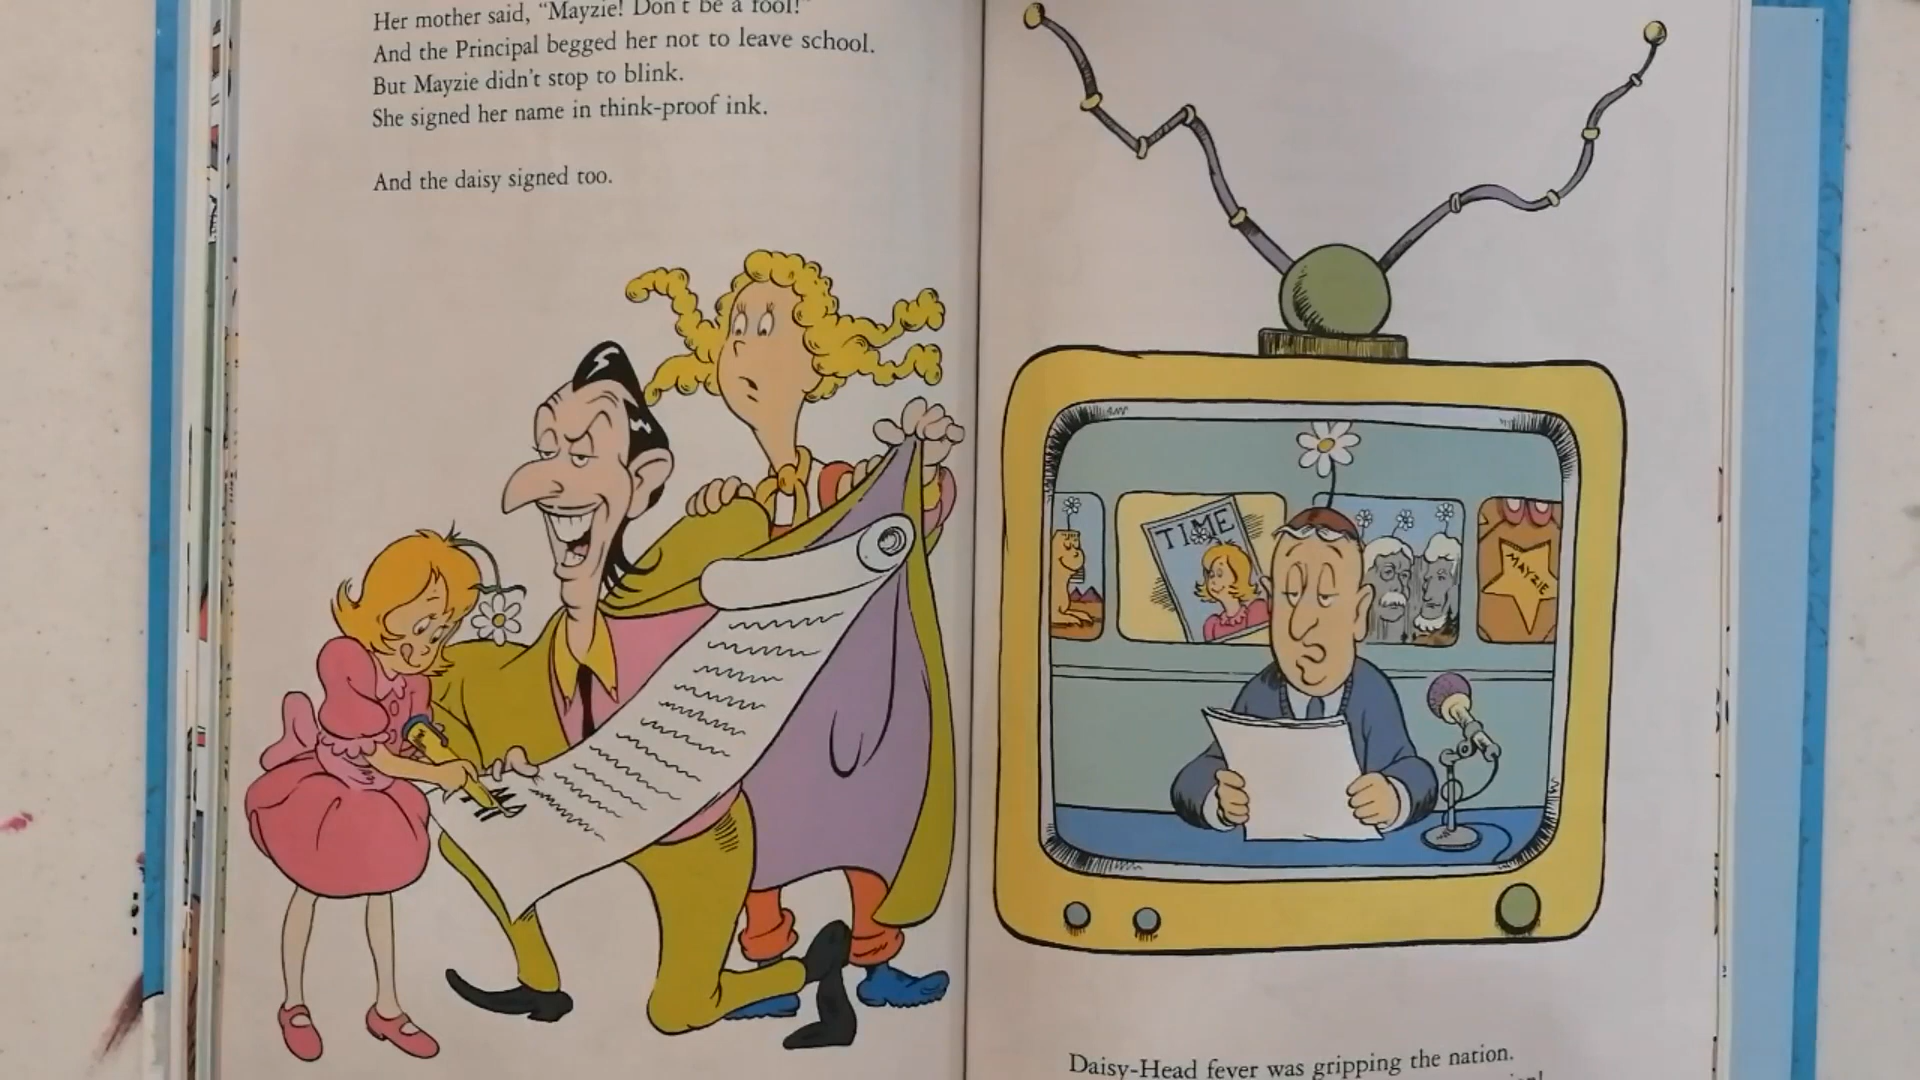 Her mother said, “Mayzie! Don't be a fool!”
And the Principal begged her not to leave school.
But Mayzie didn't stop to blink.
She signed her name in think-proof ink.
And the daisy signed too.
TIME
MAYZIE
Daisy-Head fever was gripping the nation.